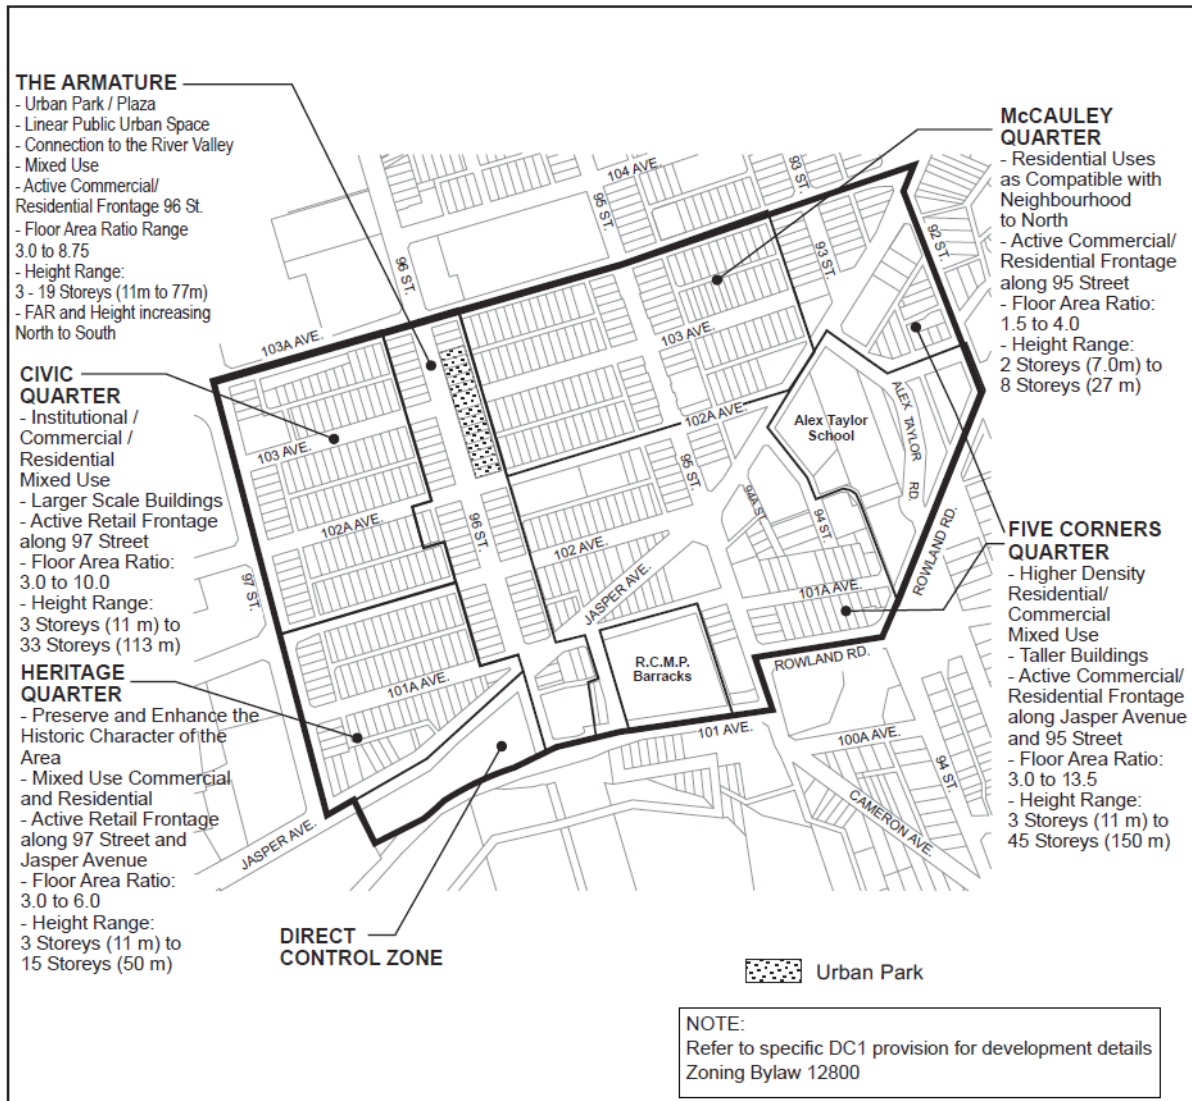 THE ARMATURE
- Urban Park / Plaza
- Linear Public Urban Space
- Connection to the River Valley
- Mixed Use
- Active Commercial/
Residential Frontage 96 St.
- Floor Area Ratio Range
3.0 to 8.75
- Height Range:
3 - 19 Storeys (11m to 77m)
- FAR and Height increasing
North to South
CIVIC
QUARTER
- Institutional /
Commercial /
Residential
Mixed Use
- Larger Scale Buildings
- Active Retail Frontage
along 97 Street
- Floor Area Ratio:
3.0 to 10.0
- Height Range:
3 Storeys (11 m) to
33 Storeys (113 m)
HERITAGE
QUARTER
- Preserve and Enhance the
Historic Character of the
Area
- Mixed Use Commercial
and Residential
- Active Retail Frontage
along 97 Street and
Jasper Avenue
- Floor Area Ratio:
3.0 to 6.0
- Height Range:
3 Storeys (11 m) to
15 Storeys (50 m)
DIRECT
CONTROL ZONE
McCAULEY
QUARTER
- Residential Uses
as Compatible with
Neighbourhood
to North
- Active Commercial/
Residential Frontage
along 95 Street
- Floor Area Ratio:
1.5 to 4.0
- Height Range:
2 Storeys (7.0m) to
8 Storeys (27 m)
FIVE CORNERS
QUARTER
- Higher Density
Residential/
Commercial
Mixed Use
- Taller Buildings
- Active Commercial/
Residential Frontage
along Jasper Avenue
and 95 Street
- Floor Area Ratio:
3.0 to 13.5
- Height Range:
3 Storeys (11 m) to
45 Storeys (150 m)
104 AVE.
93 ST.
95 ST.
92 ST.
96 ST.
93 ST.
103A AVE.
103 AVE.
103 AVE.
102A AVE.
102A AVE.
Alex Taylor
School
ALEX TAYLOR
RD.
95 ST.
94A ST.
94 ST.
96 ST.
102 AVE.
97 ST.
JASPER AVE.
101A AVE.
ROWLAND RD.
R.C.M.P.
Barracks
ROWLAND RD.
101A AVE.
101 AVE.
100A AVE.
94 ST.
CAMERON AVE.
JASPER AVE.
Urban Park
NOTE:
Refer to specific DC1 provision for development details
Zoning Bylaw 12800